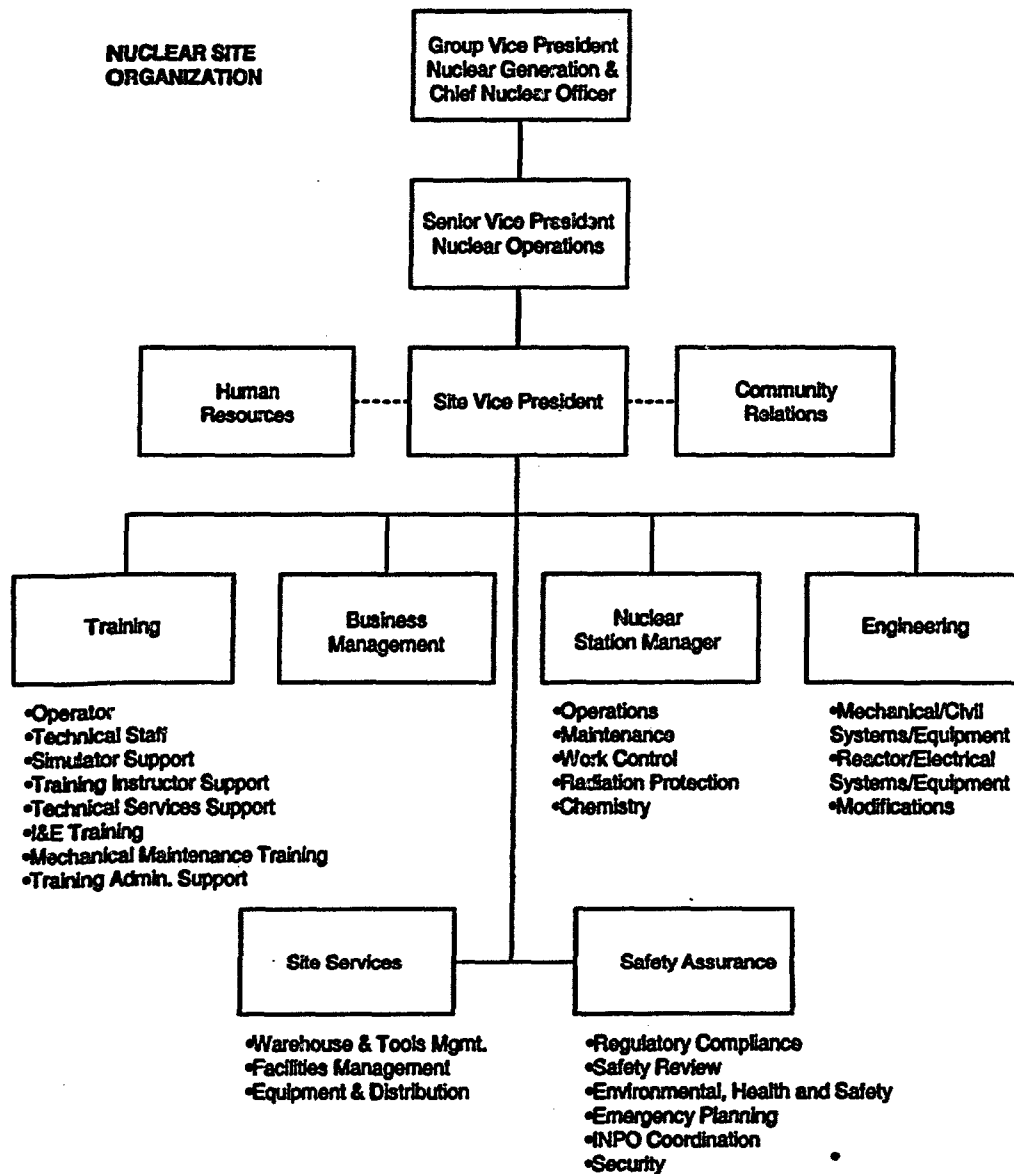 NUCLEAR SITE
ORGANIZATION
Group Vice President
Nuclear Generation &
Chief Nuclear Officer
Senior Vice President
Nuclear Operations
Human
Resources
Site Vice President
Community
Relations
Training
Business
Management
Nuclear
Station Manager
Engineering
•Operator
•Technical Staff
•Simulator Support
•Training Instructor Support
•Technical Services Support
•I&E Training
•Mechanical Maintenance Training
•Training Admin. Support
•Operations
•Maintenance
•Work Control
•Radiation Protection
•Chemistry
•Mechanical/Civil
Systems/Equipment
•Reactor/Electrical
Systems/Equipment
•Modifications
Site Services
Safety Assurance
•Warehouse & Tools Mgmt.
•Facilities Management
•Equipment & Distribution
•Regulatory Compliance
•Safety Review
•Environmental, Health and Safety
•Emergency Planning
•INPO Coordination
•Security